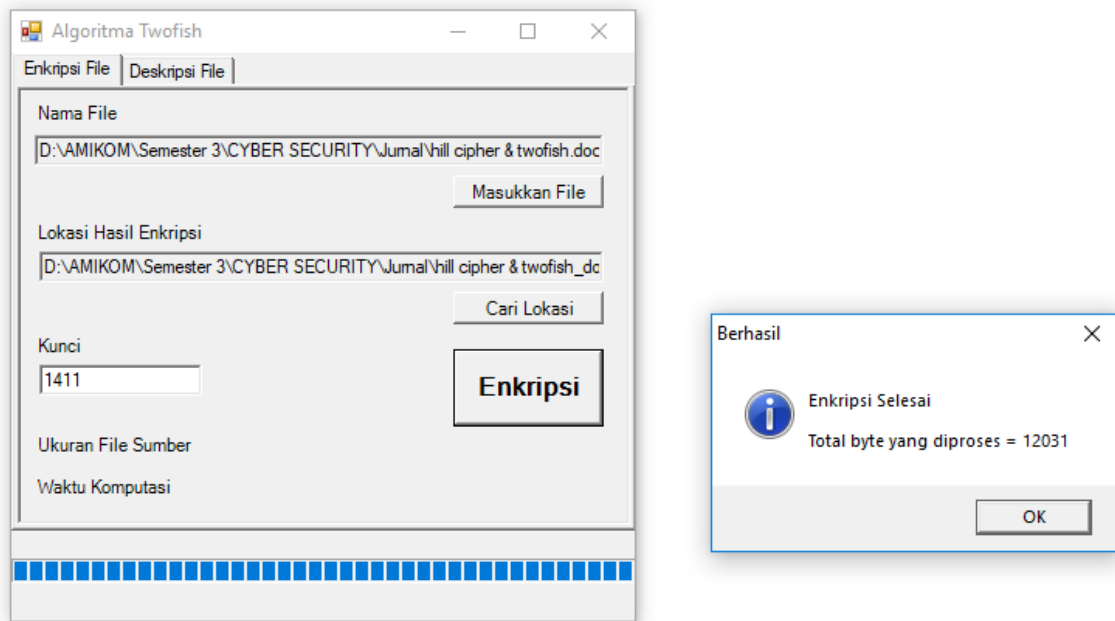 Algoritma Twofish
Enkripsi File
Deskripsi File
Nama File
D:\AMIKOM\Semester 3\CYBER SECURITY\Jurnal\hill cipher & twofish.doc
Masukkan File
Lokasi Hasil Enkripsi
D:\AMIKOM\Semester 3\CYBER SECURITY\Jurnal\hill cipher & twofish_do
Cari Lokasi
Kunci
1411
Enkripsi
Ukuran File Sumber
Waktu Komputasi
Berhasil
Enkripsi Selesai
Total byte yang diproses = 12031
OK